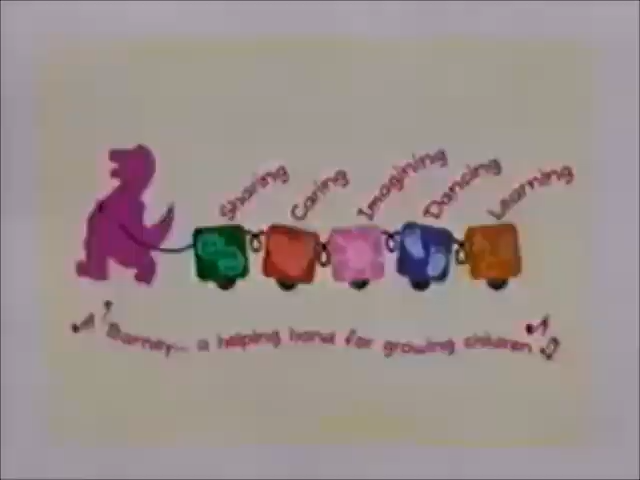 Sharing
Caring
Imagining
Dancing
Learning
Barney... a helping hand for growing children